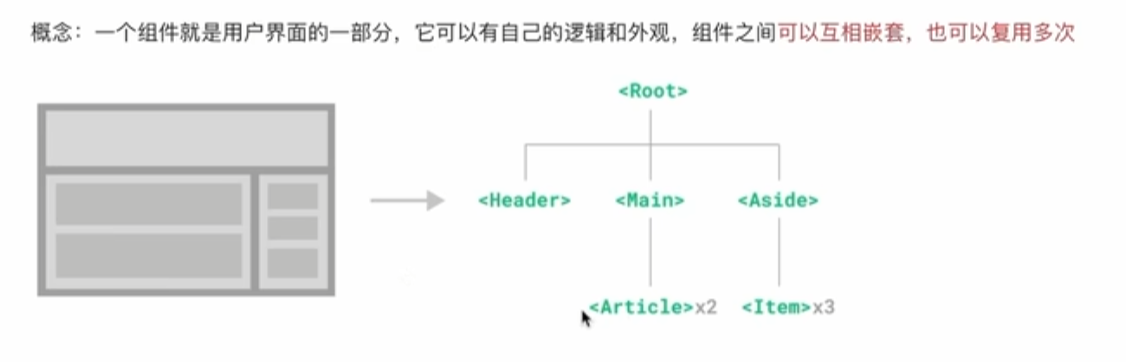 概念：一个组件就是用户界面的一部分，它可以有自己的逻辑和外观，组件之间可以互相嵌套，也可以复用多次
<Root>
<Header> <Main> <Aside>
<Article>x2 <Item>x3